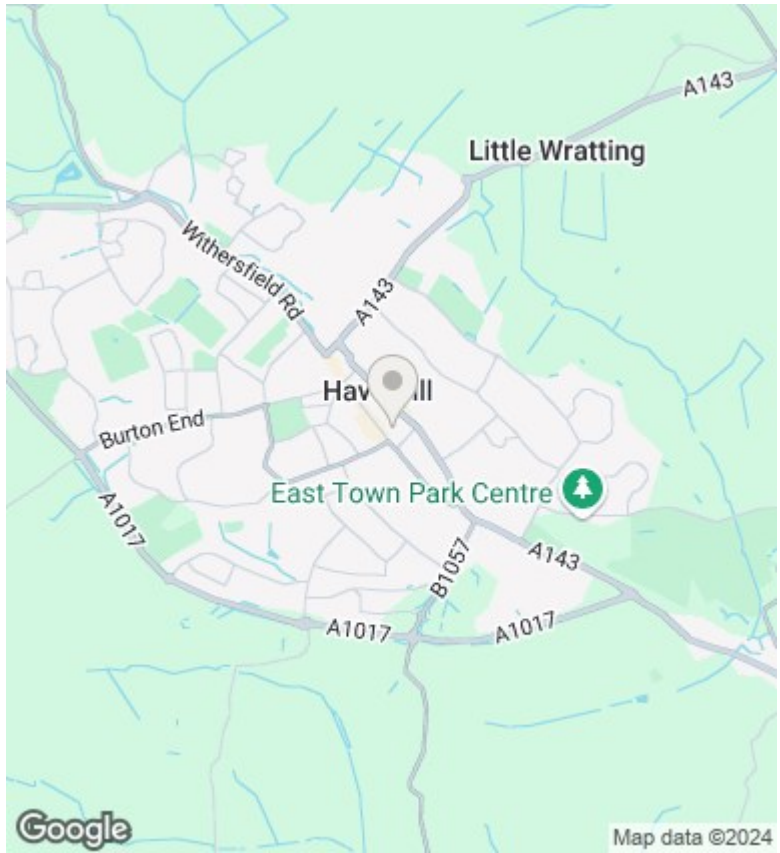 A143
Little Wratting
Withersfield Rd
A143
Burton End
East Town Park Centre
A1017
A143
B1057
A1017
A1017
Google
Map data ©2024